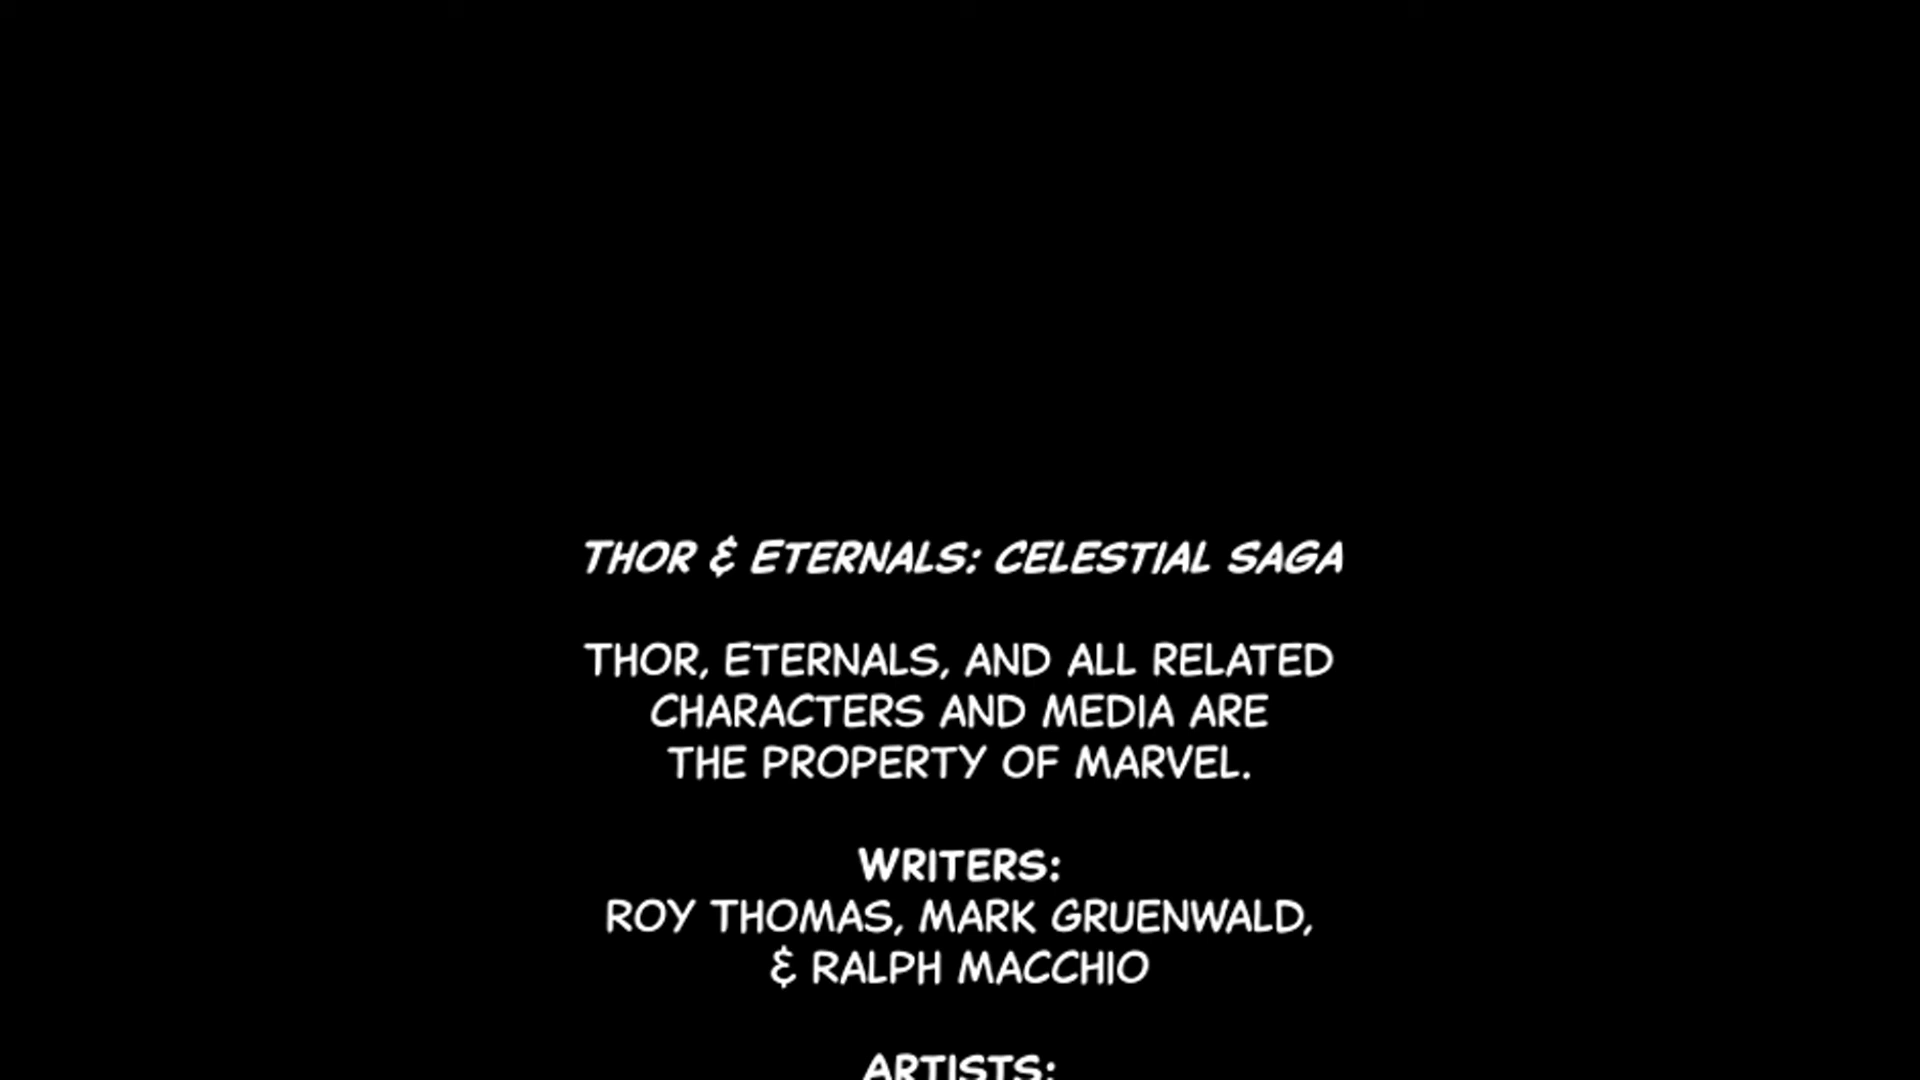 THOR & ETERNALS: CELESTIAL SAGA
THOR, ETERNALS, AND ALL RELATED
CHARACTERS AND MEDIA ARE
THE PROPERTY OF MARVEL.
WRITERS:
ROY THOMAS, MARK GRUENWALD,
& RALPH MACCHIO
ARTISTS: